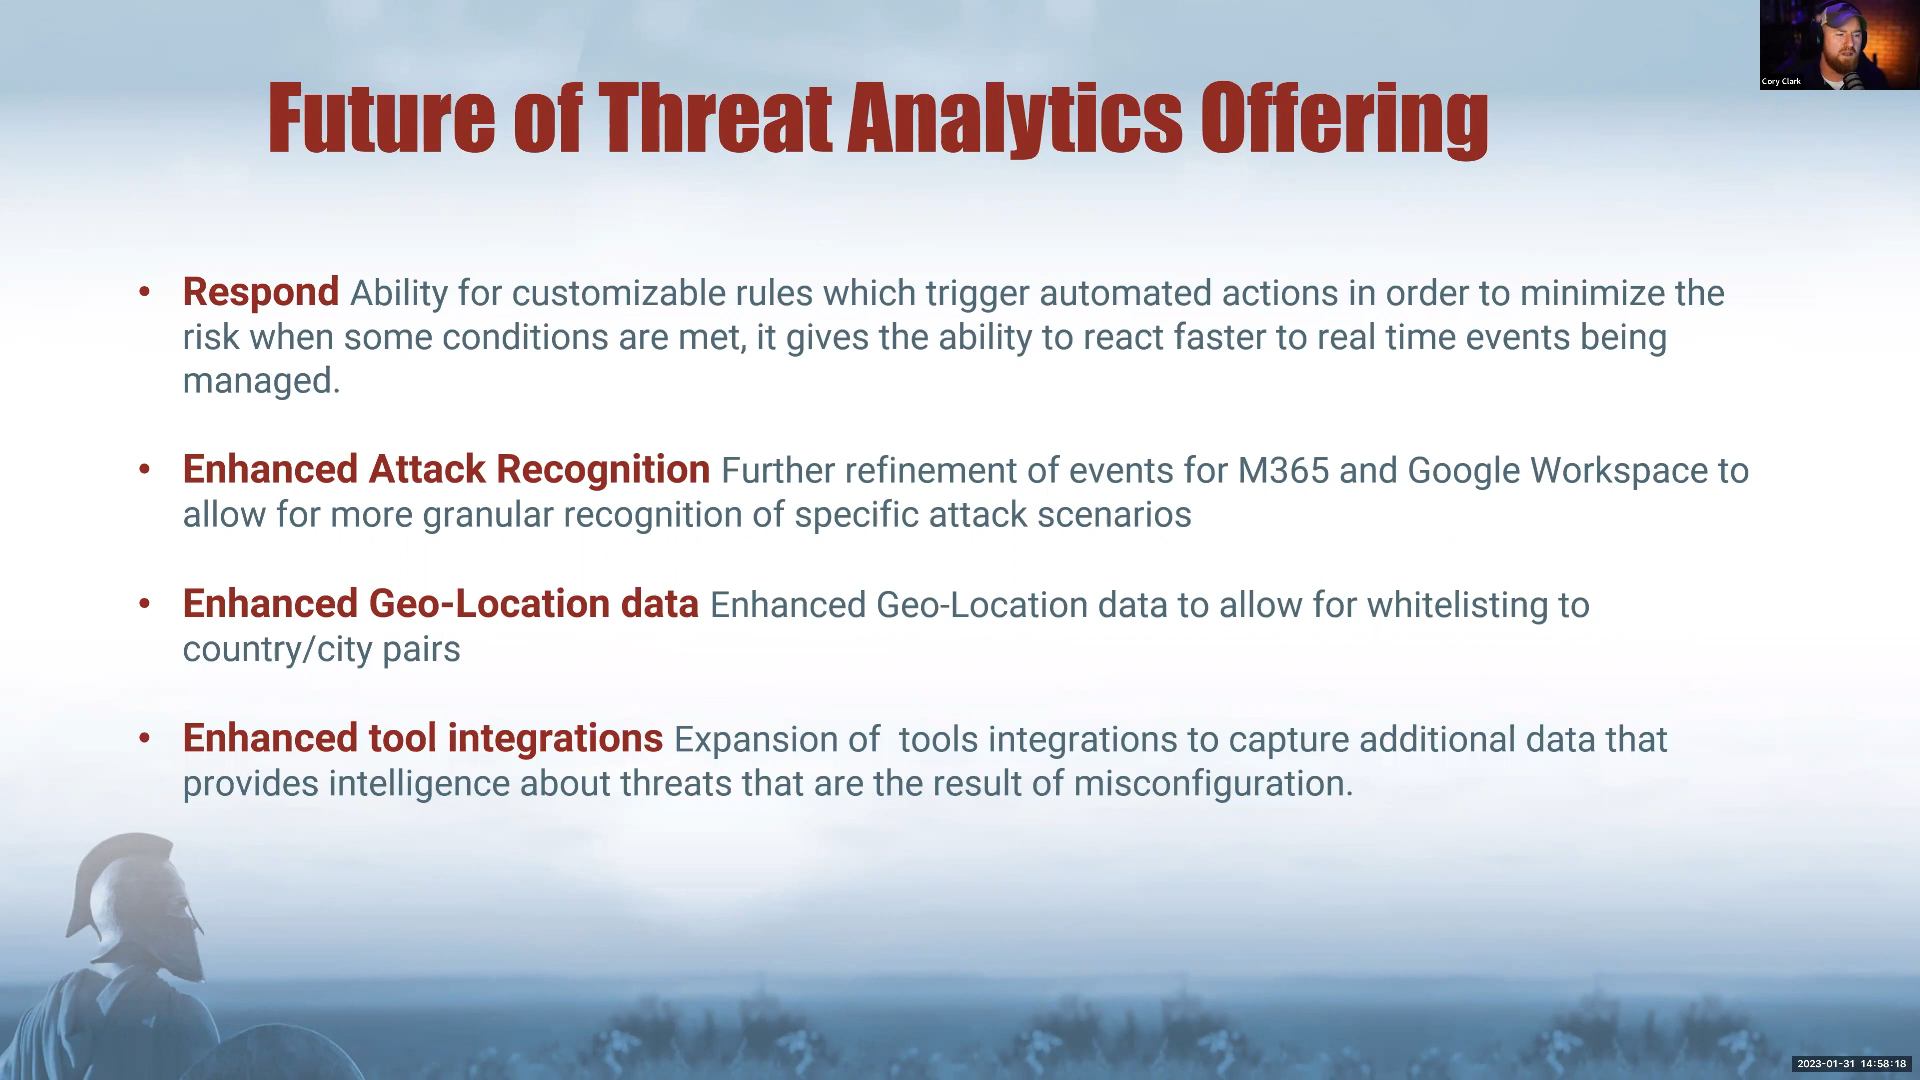 Cory Clark
Future of Threat Analytics Offering
• Respond Ability for customizable rules which trigger automated actions in order to minimize the
risk when some conditions are met, it gives the ability to react faster to real time events being
managed.
• Enhanced Attack Recognition Further refinement of events for M365 and Google Workspace to
allow for more granular recognition of specific attack scenarios
• Enhanced Geo-Location data Enhanced Geo-Location data to allow for whitelisting to
country/city pairs
• Enhanced tool integrations Expansion of  tools integrations to capture additional data that
provides intelligence about threats that are the result of misconfiguration.
2023-01-31 14:58:18